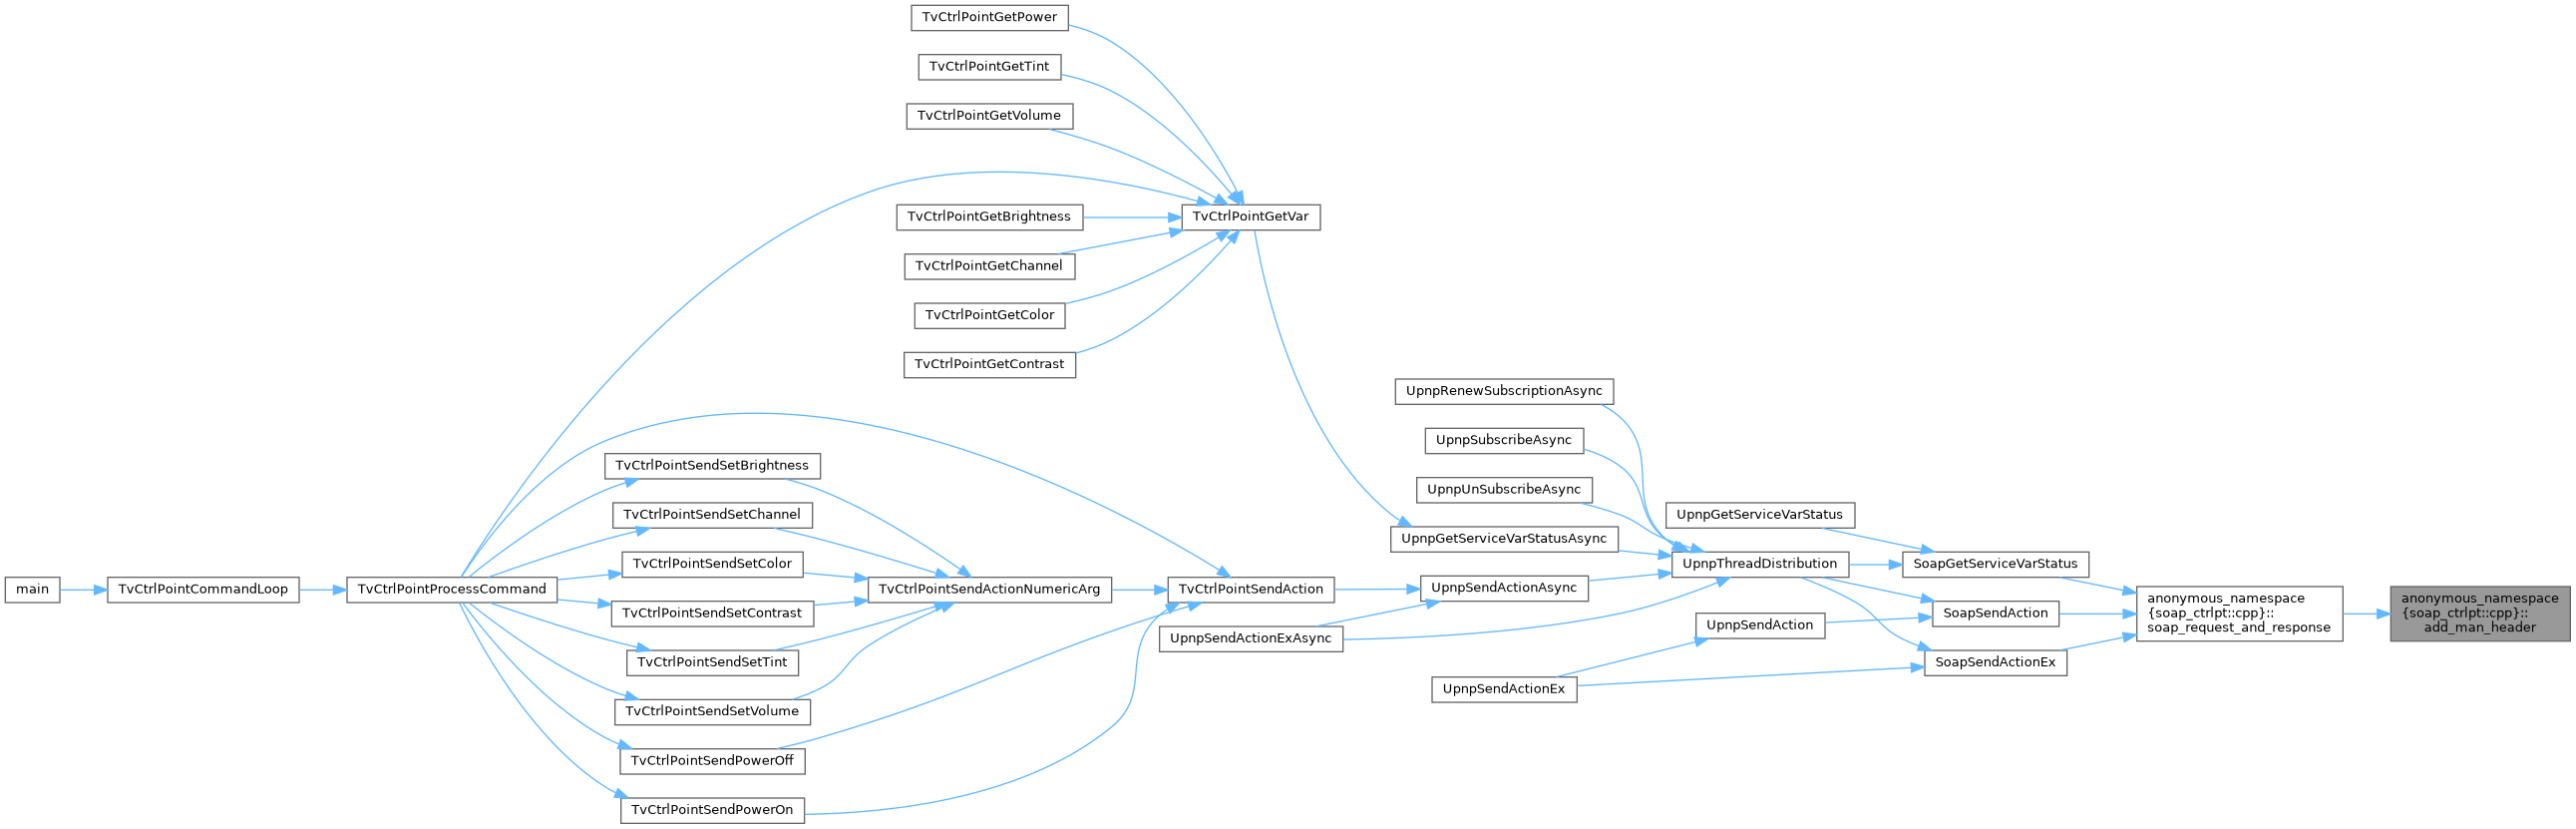 TvCtrlPointGetPower
TvCtrlPointGetTint
TvCtrlPointGetVolume
TvCtrlPointGetBrightness
TvCtrlPointGetVar
TvCtrlPointGetChannel
TvCtrlPointGetColor
TvCtrlPointGetContrast
UpnpRenewSubscriptionAsync
UpnpSubscribeAsync
UpnpUnSubscribeAsync
UpnpGetServiceVarStatusAsync
UpnpGetServiceVarStatus
UpnpThreadDistribution
SoapGetServiceVarStatus
TvCtrlPointSendSetBrightness
TvCtrlPointSendSetChannel
TvCtrlPointSendSetColor
main
TvCtrlPointCommandLoop
TvCtrlPointProcessCommand
TvCtrlPointSendSetContrast
TvCtrlPointSendActionNumericArg
TvCtrlPointSendAction
UpnpSendActionAsync
UpnpSendActionExAsync
UpnpSendAction
SoapSendAction
anonymous_namespace
{soap_ctrlpt::cpp}::
soap_request_and_response
anonymous_namespace
{soap_ctrlpt::cpp}::
add_man_header
TvCtrlPointSendSetTint
SoapSendActionEx
UpnpSendActionEx
TvCtrlPointSendSetVolume
TvCtrlPointSendPowerOff
TvCtrlPointSendPowerOn